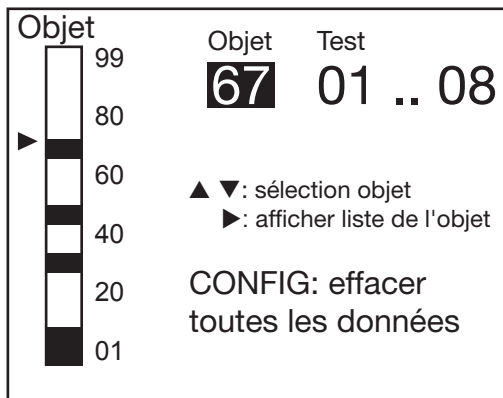 Objet
99
80
60
40
20
01
Objet Test
67 01 .. 08
▲ ▼: sélection objet
►: afficher liste de l'objet
CONFIG: effacer
toutes les données